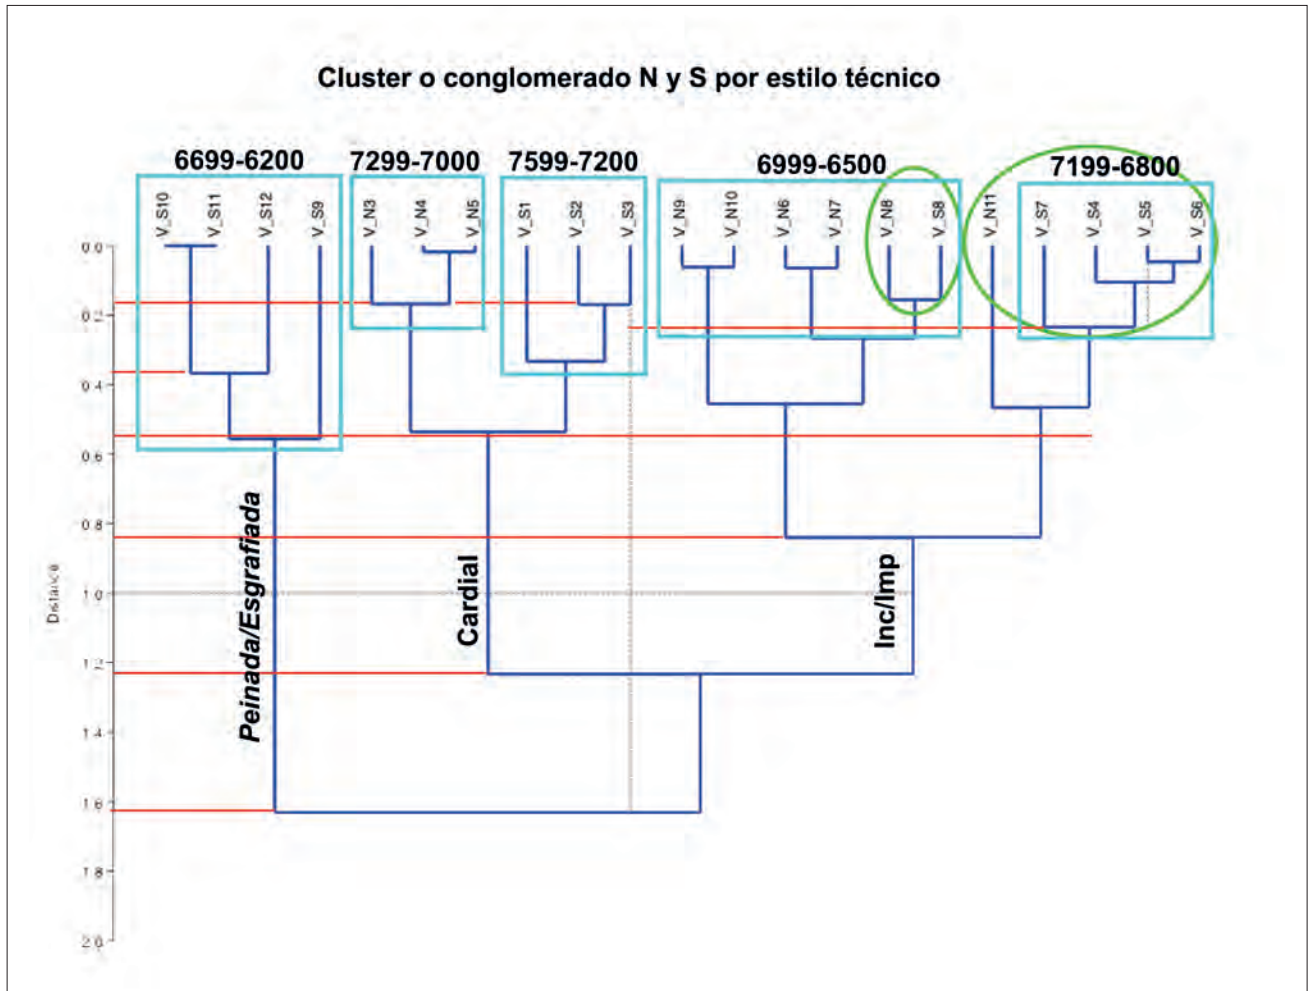 Cluster o conglomerado N y S por estilo técnico
6699-6200 7299-7000 7599-7200 6999-6500 7199-6800
V_S10 V_S11 V_S12 V_S9 V_N3 V_N4 V_N5 V_S1 V_S2 V_S3 V_N9 V_N10 V_N6 V_N7 V_N8 V_S8 V_N11 V_S7 V_S4 V_S5 V_S6
0.0
0.2
0.4
0.6
0.8
1.0
1.2
1.4
1.6
1.8
2.0
Distance
Peinada/Esgrafiada
Cardial
Inc/Imp